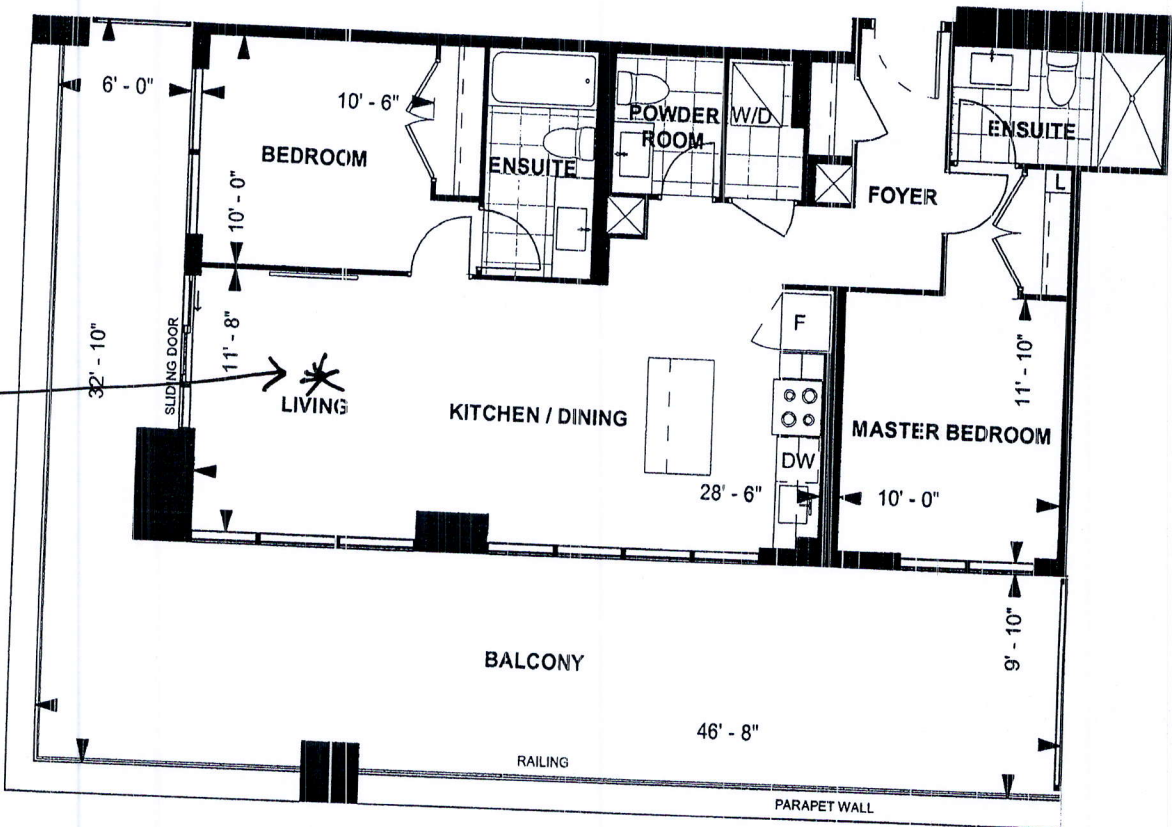 6' - 0"
10' - 6"
BEDROOM
ENSUITE
POWDER
ROOM
W/D
ENSUITE
FOYER
L
10' - 0"
32' - 10"
SLIDING DOOR
11' - 8"
LIVING
KITCHEN / DINING
F
DW
28' - 6"
11' - 10"
MASTER BEDROOM
10' - 0"
BALCONY
9' - 10"
46' - 8"
RAILING
PARAPET WALL